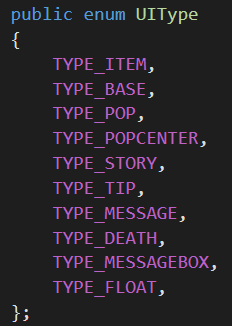 public enum UIType
{
    TYPE_ITEM,
    TYPE_BASE,
    TYPE_POP,
    TYPE_POPCENTER,
    TYPE_STORY,
    TYPE_TIP,
    TYPE_MESSAGE,
    TYPE_DEATH,
    TYPE_MESSAGEBOX,
    TYPE_FLOAT,
};